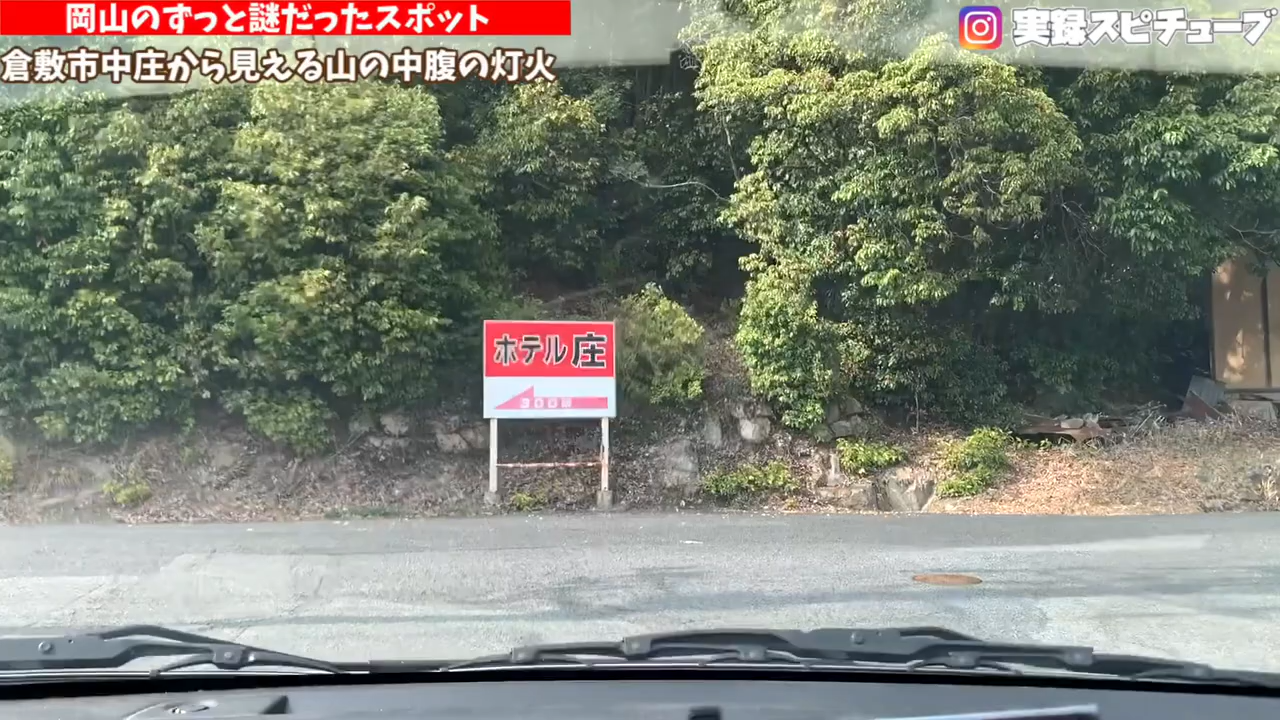 岡山のずっと謎だったスポット
実録スピチューブ
倉敷市中庄から見える山の中腹の灯火
ホテル 庄
300m